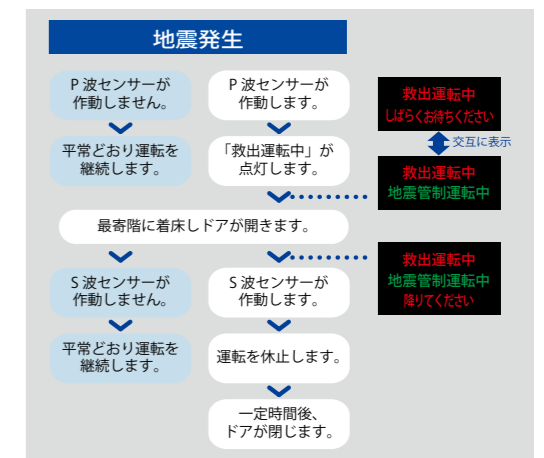 地震発生
P波センサーが
作動しません。
P波センサーが
作動します。
救出運転中
しばらくお待ちください
交互に表示
平常どおり運転を
継続します。
「救出運転中」が
点灯します。
救出運転中
地震管制運転中
最寄階に着床しドアが開きます。
救出運転中
地震管制運転中
降りてください
S波センサーが
作動しません。
S波センサーが
作動します。
平常どおり運転を
継続します。
運転を休止します。
一定時間後、
ドアが閉じます。